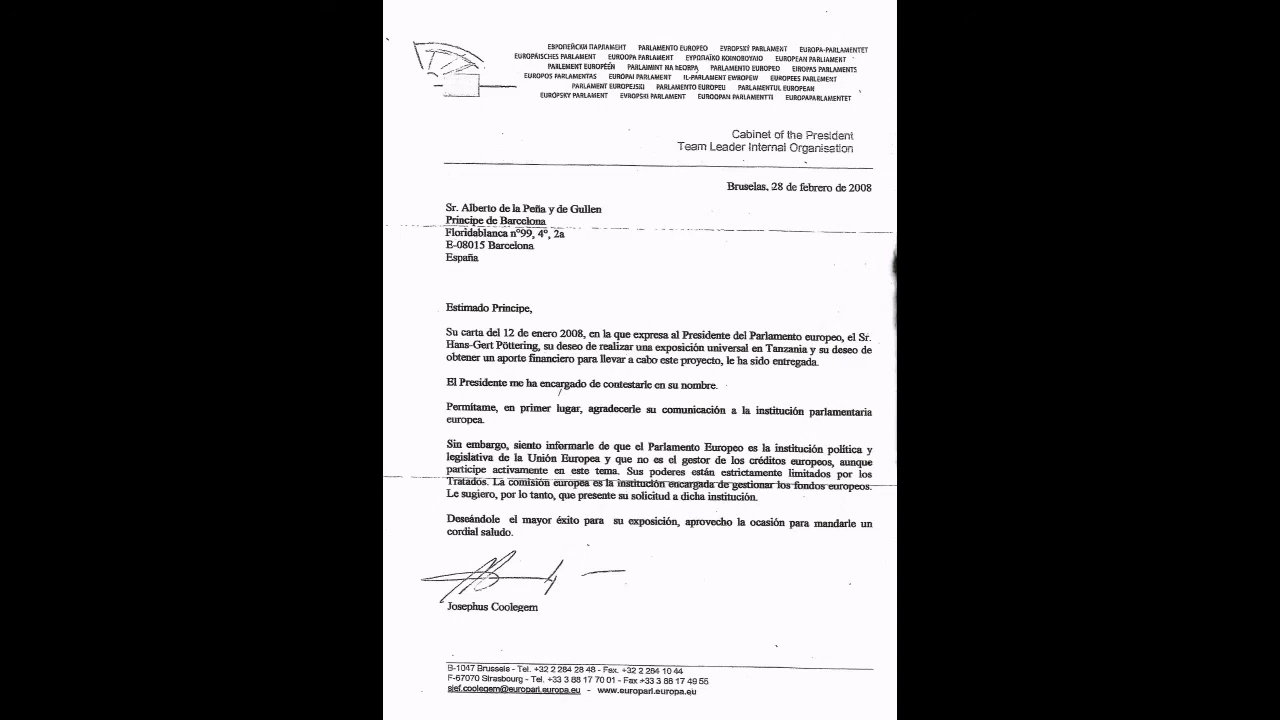 ЕВРОПЕЙСКИ ПАРЛАМЕНТ PARLAMENTO EUROPEO EVROPSKÝ PARLAMENT EUROPA-PARLAMENTET
EUROPÄISCHES PARLAMENT EUROOPA PARLAMENT ΕΥΡΩΠΑΪΚΟ ΚΟΙΝΟΒΟΥΛΙΟ EUROPEAN PARLIAMENT
PARLEMENT EUROPÉEN PARLAIMINT NA hEORPA PARLAMENTO EUROPEO EIROPAS PARLAMENTS
EUROPOS PARLAMENTAS EURÓPAI PARLAMENT IL-PARLAMENT EWROPEW EUROPEES PARLEMENT
PARLAMENT EUROPEJSKI PARLAMENTO EUROPEU PARLAMENTUL EUROPEAN
EURÓPSKY PARLAMENT EVROPSKI PARLAMENT EUROOPAN PARLAMENTTI EUROPAPARLAMENTET
Cabinet of the President
Team Leader Internal Organisation
Bruselas, 28 de febrero de 2008
Sr. Alberto de la Peña y de Gullen
Principe de Barcelona
Floridablanca nº99, 4º, 2a
E-08015 Barcelona
España
Estimado Principe,
Su carta del 12 de enero 2008, en la que expresa al Presidente del Parlamento europeo, el Sr.
Hans-Gert Pöttering, su deseo de realizar una exposición universal en Tanzania y su deseo de
obtener un aporte financiero para llevar a cabo este proyecto, le ha sido entregada.
El Presidente me ha encargado de contestarle en su nombre.
Permítame, en primer lugar, agradecerle su comunicación a la institución parlamentaria
europea.
Sin embargo, siento informarle de que el Parlamento Europeo es la institución política y
legislativa de la Unión Europea y que no es el gestor de los créditos europeos, aunque
participe activamente en este tema. Sus poderes están estrictamente limitados por los
Tratados. La comisión europea es la institución encargada de gestionar los fondos europeos.
Le sugiero, por lo tanto, que presente su solicitud a dicha institución.
Deseándole el mayor éxito para su exposición, aprovecho la ocasión para mandarle un
cordial saludo.
Josephus Coolegem
B-1047 Brussels - Tel. +32 2 284 28 48 - Fax. +32 2 284 10 44
F-67070 Strasbourg - Tel. +33 3 88 17 70 01 - Fax +33 3 88 17 49 55
sjef.coolegem@europarl.europa.eu - www.europarl.europa.eu